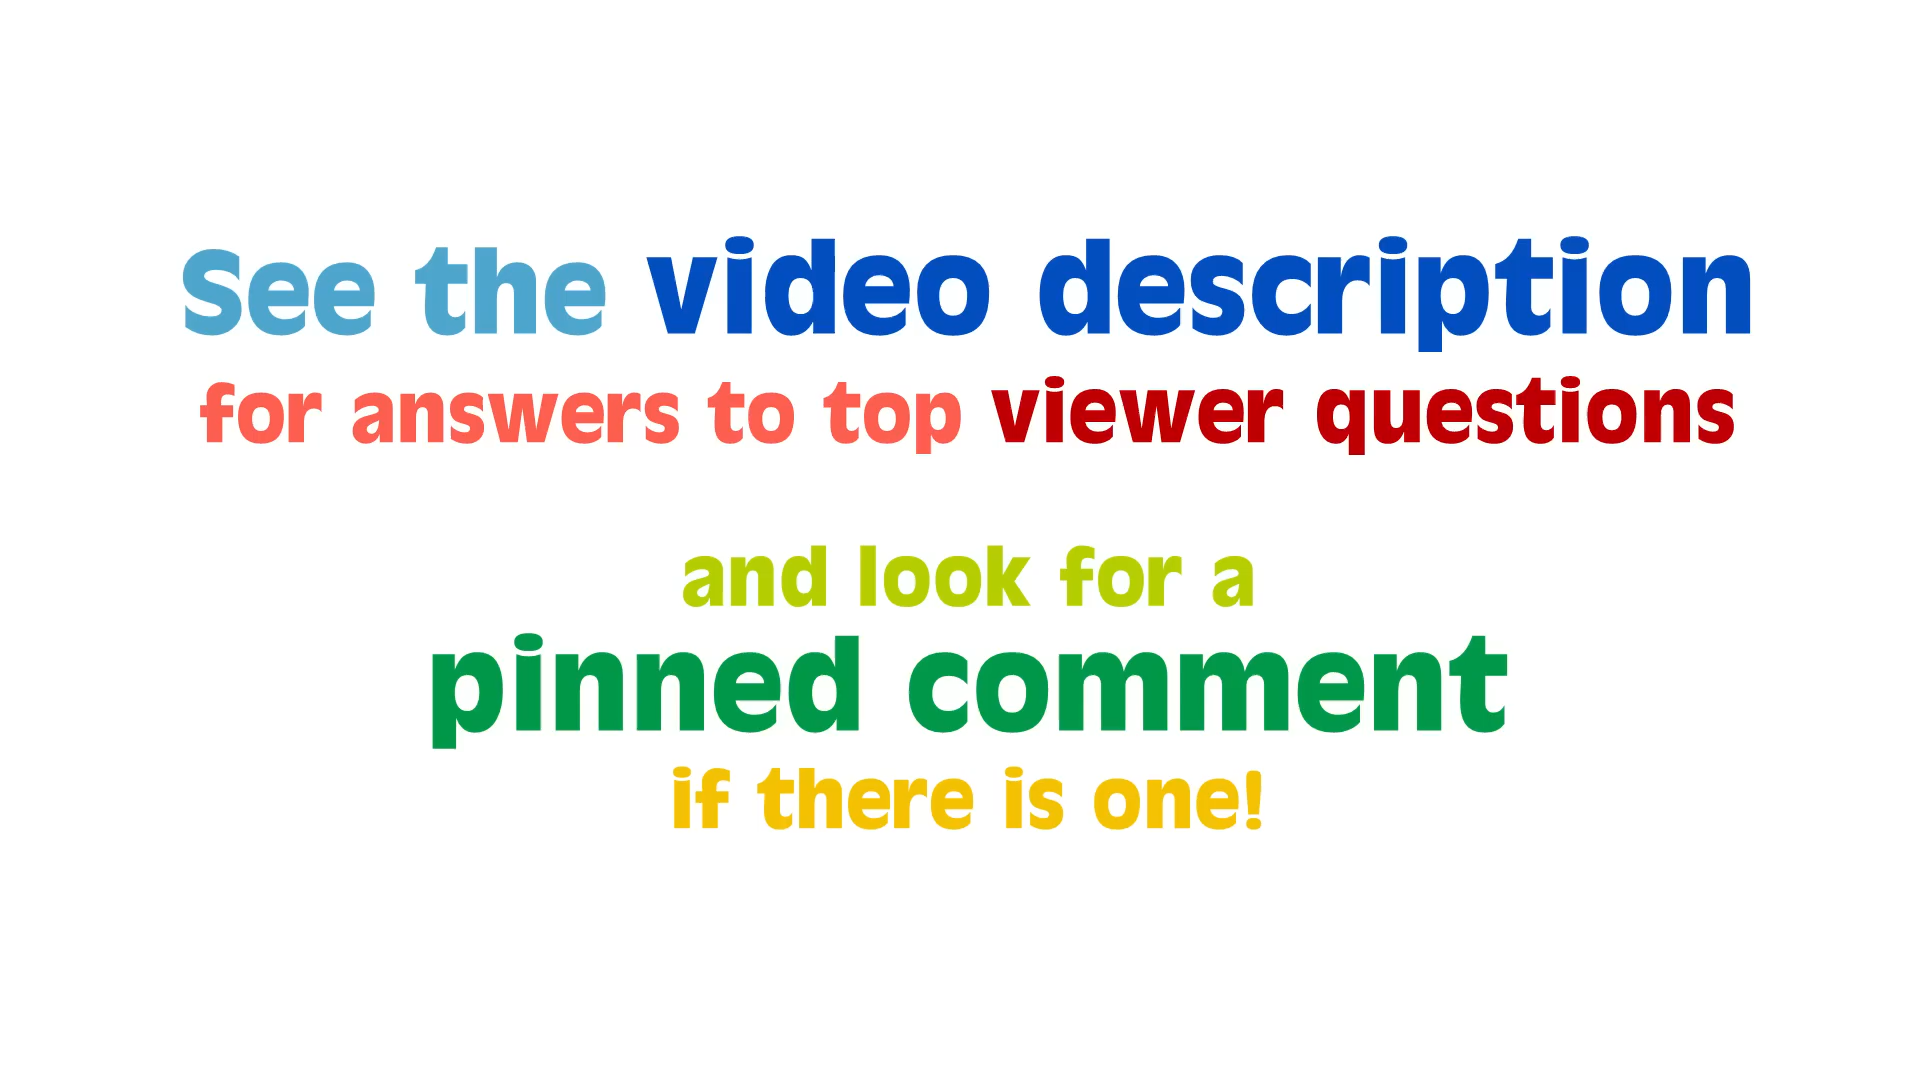 See the video description
for answers to top viewer questions
and look for a
pinned comment
if there is one!